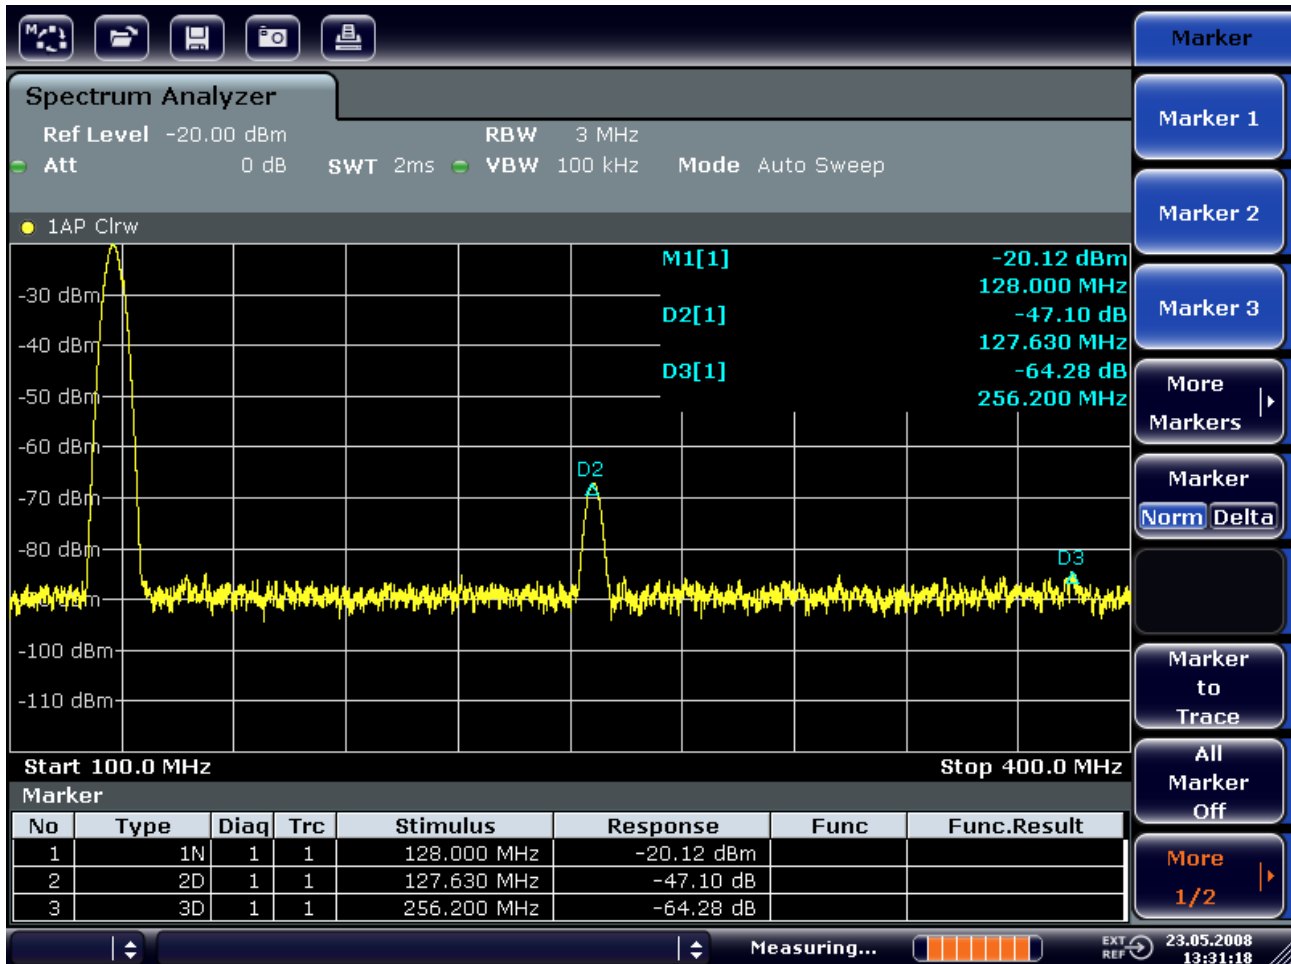 M
Marker
Spectrum Analyzer
Ref Level -20.00 dBm RBW 3 MHz
Att 0 dB SWT 2ms VBW 100 kHz Mode Auto Sweep
1AP Clrw
M1[1] -20.12 dBm
128.000 MHz
D2[1] -47.10 dB
127.630 MHz
D3[1] -64.28 dB
256.200 MHz
-30 dBm
-40 dBm
-50 dBm
-60 dBm
-70 dBm
-80 dBm
-100 dBm
-110 dBm
D2
D3
Start 100.0 MHz Stop 400.0 MHz
Marker
No Type Diag Trc Stimulus Response Func Func.Result
1 1N 1 1 128.000 MHz -20.12 dBm
2 2D 1 1 127.630 MHz -47.10 dB
3 3D 1 1 256.200 MHz -64.28 dB
Marker 1
Marker 2
Marker 3
More
Markers
Marker
Norm Delta
Marker
to
Trace
All
Marker
Off
More
1/2
Measuring...
EXT
REF
23.05.2008
13:31:18